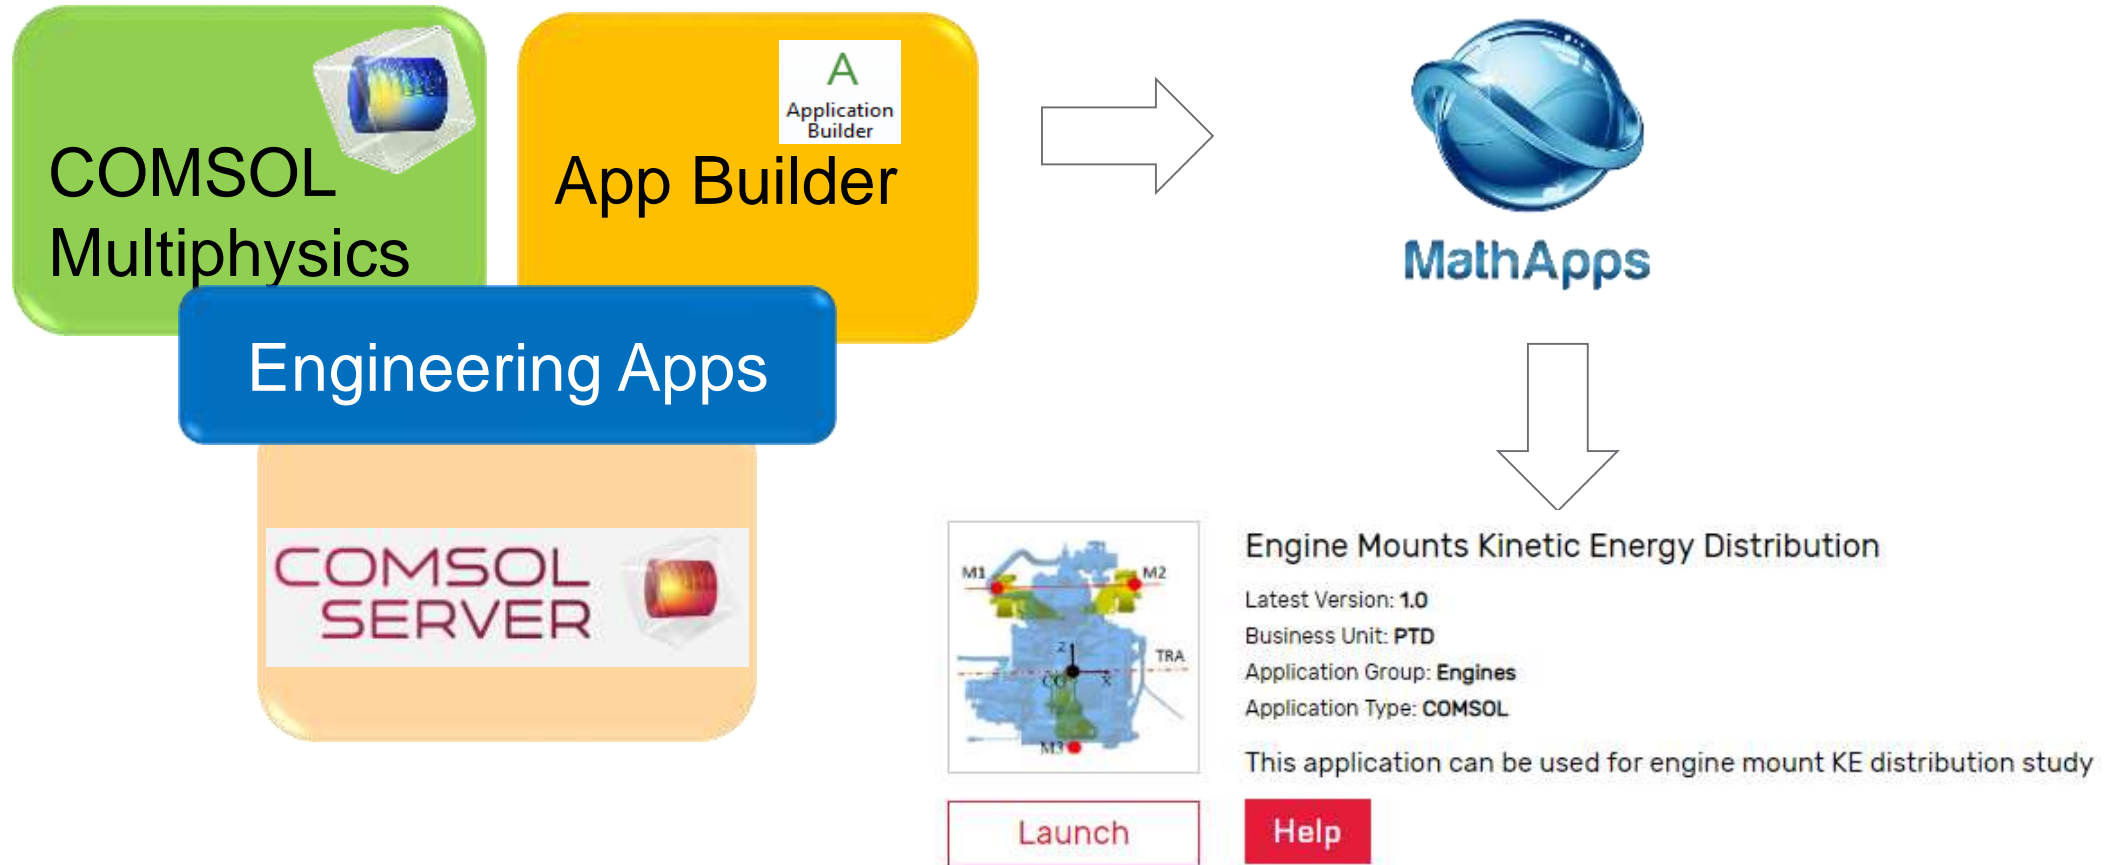 COMSOL
Multiphysics
A
Application
Builder
App Builder
Engineering Apps
COMSOL
SERVER
MathApps
M1
M2
Z
TRA
CG
X
M3
Engine Mounts Kinetic Energy Distribution
Latest Version: 1.0
Business Unit: PTD
Application Group: Engines
Application Type: COMSOL
This application can be used for engine mount KE distribution study
Launch
Help